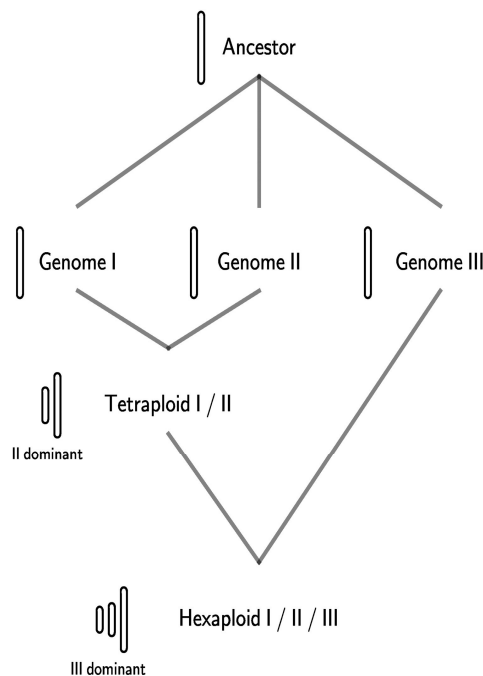 Ancestor
Genome I
Genome II
Genome III
Tetraploid I / II
II dominant
Hexaploid I / II / III
III dominant